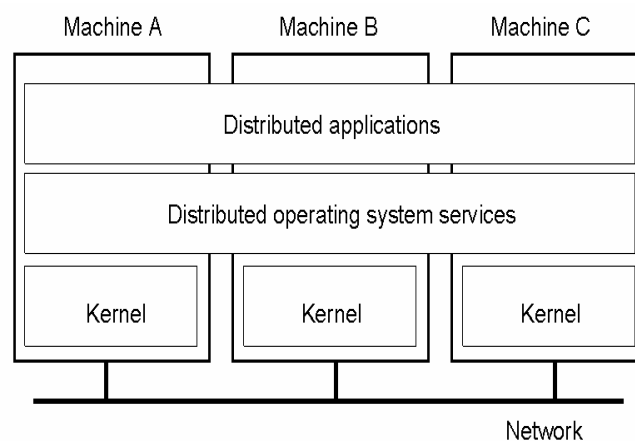 Machine A
Machine B
Machine C
Distributed applications
Distributed operating system services
Kernel
Kernel
Kernel
Network